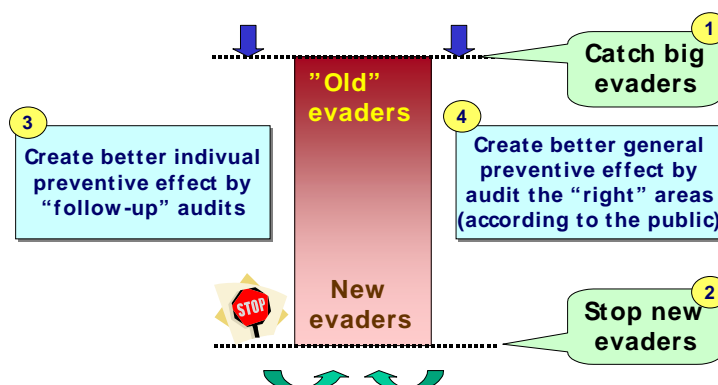 1
Catch big
evaders
”Old”
evaders
3
Create better indivual
preventive effect by
“follow-up” audits
4
Create better general
preventive effect by
audit the “right” areas
(according to the public)
STOP
New
evaders
2
Stop new
evaders